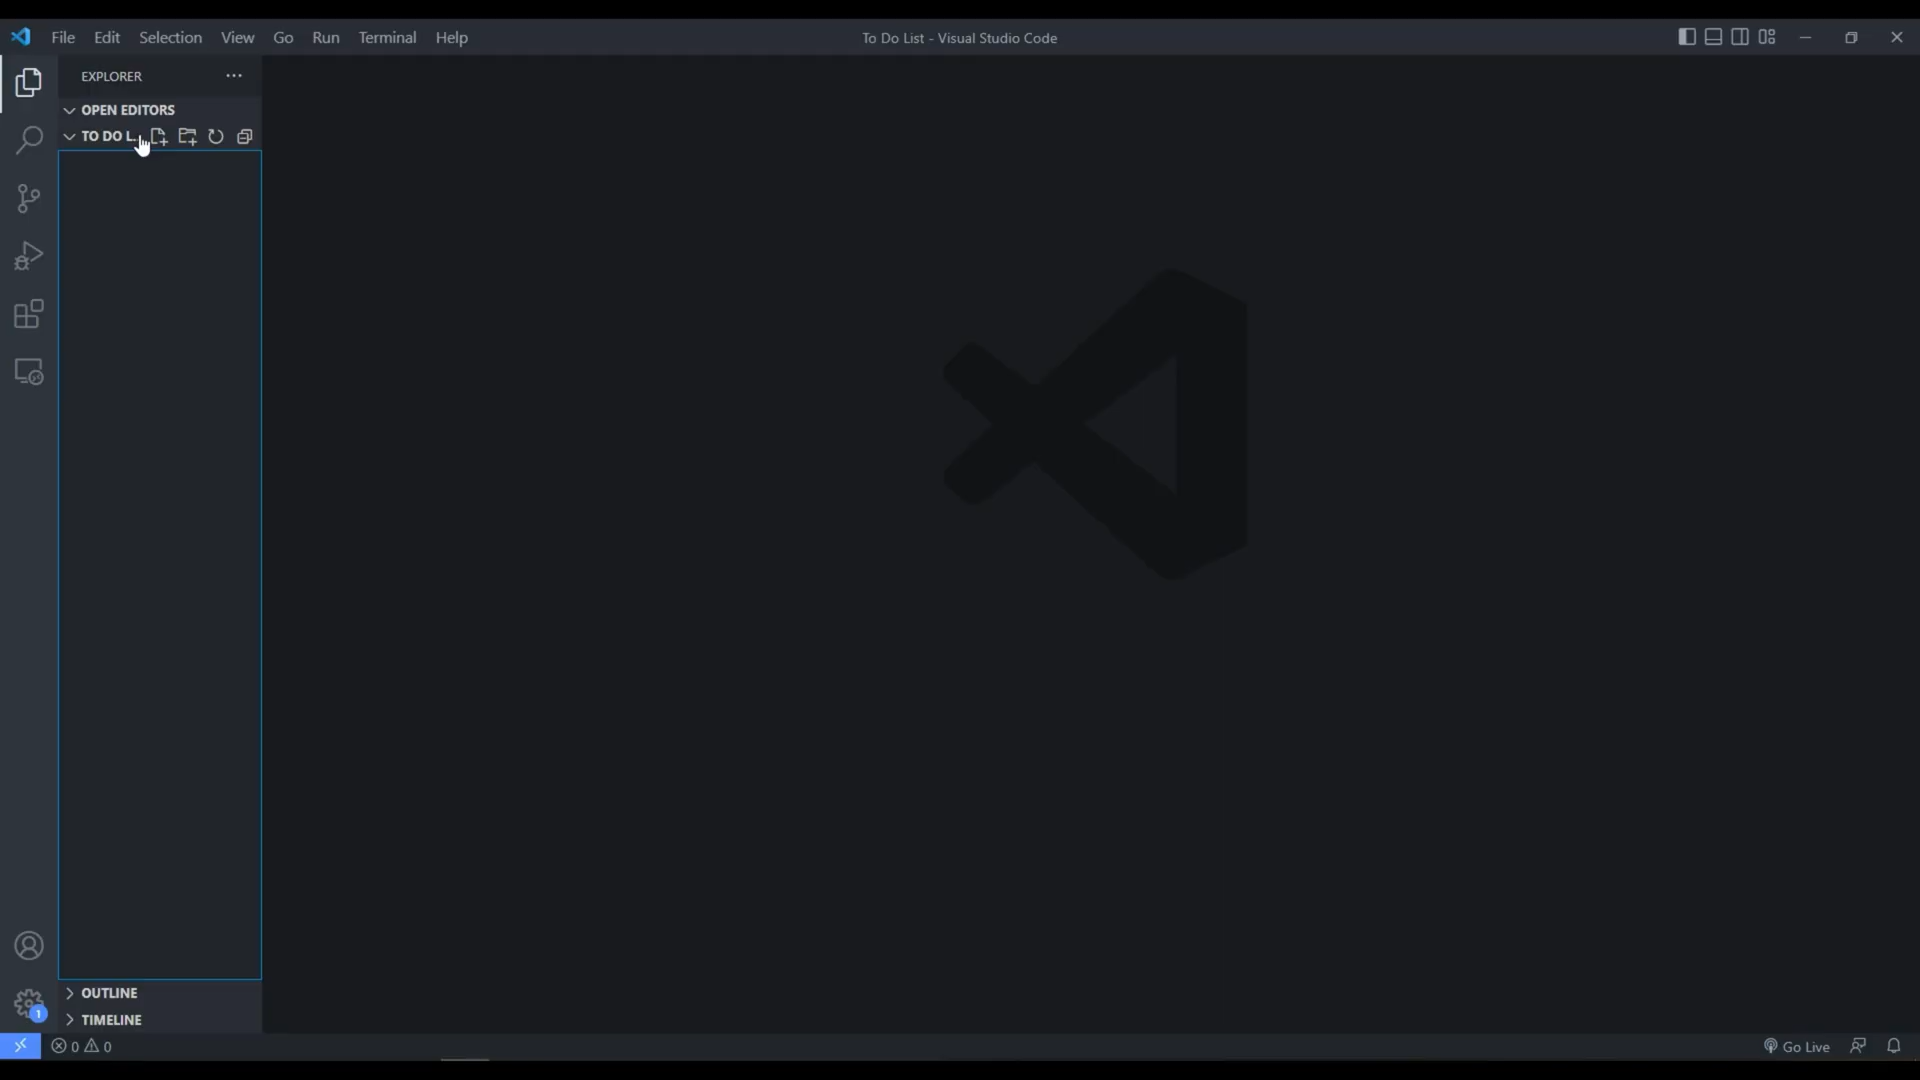 File Edit Selection View Go Run Terminal Help
To Do List - Visual Studio Code
EXPLORER
OPEN EDITORS
TO DO L...
OUTLINE
TIMELINE
1
0 0
Go Live